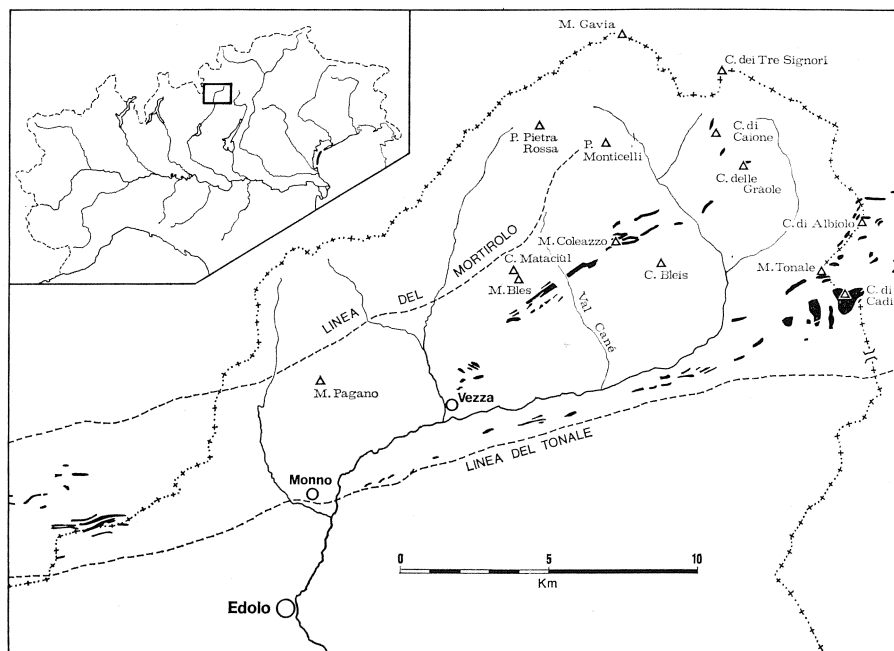 M. Gavia
C. dei Tre Signori
P. Pietra
Rossa
P.
Monticelli
C. di
Caione
C. delle
Graole
C. di Albiolo
M. Coleazzo
C. Mataciùl
M. Bles
C. Bleis
M. Tonale
C. di
Cadi
LINEA DEL MORTIROLO
Val Cané
M. Pagano
Vezza
LINEA DEL TONALE
Monno
0 5 10
Km
Edolo